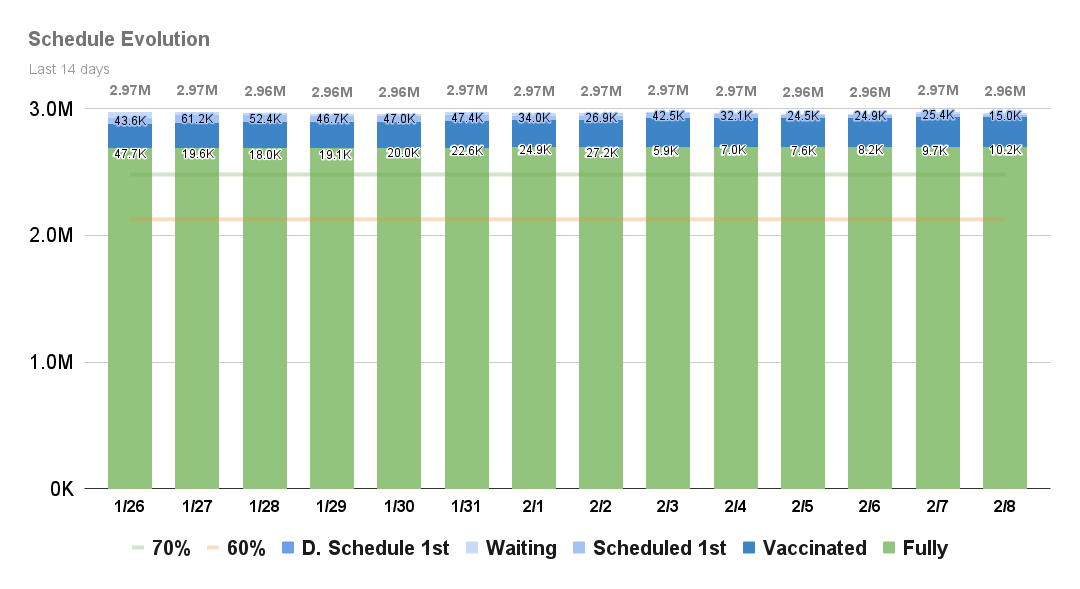 Schedule Evolution
Last 14 days
2.97M 2.97M 2.96M 2.96M 2.96M 2.97M 2.97M 2.97M 2.97M 2.97M 2.96M 2.96M 2.97M 2.96M
3.0M
43.6K 61.2K 52.4K 46.7K 47.0K 47.4K 34.0K 26.9K 42.5K 32.1K 24.5K 24.9K 25.4K 15.0K
47.7K 19.6K 18.0K 19.1K 20.0K 22.6K 24.9K 27.2K 5.9K 7.0K 7.6K 8.2K 9.7K 10.2K
2.0M
1.0M
0K
1/26 1/27 1/28 1/29 1/30 1/31 2/1 2/2 2/3 2/4 2/5 2/6 2/7 2/8
70% 60% D. Schedule 1st Waiting Scheduled 1st Vaccinated Fully